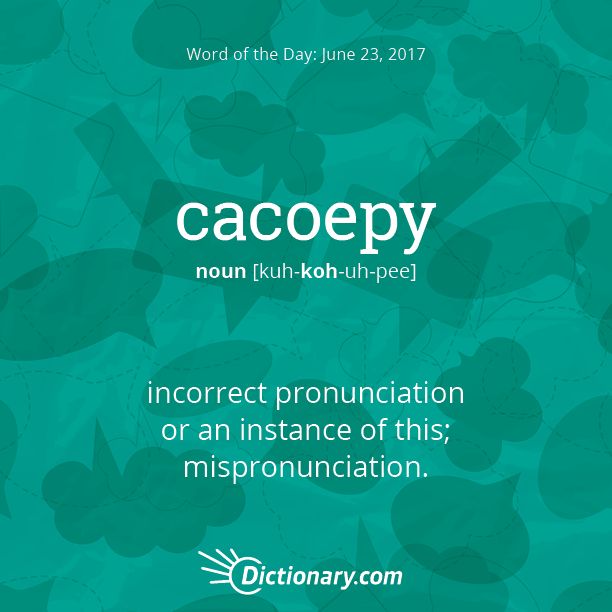 Word of the Day: June 23, 2017
cacoepy
noun [kuh-koh-uh-pee]
incorrect pronunciation
or an instance of this;
mispronunciation.
Dictionary.com